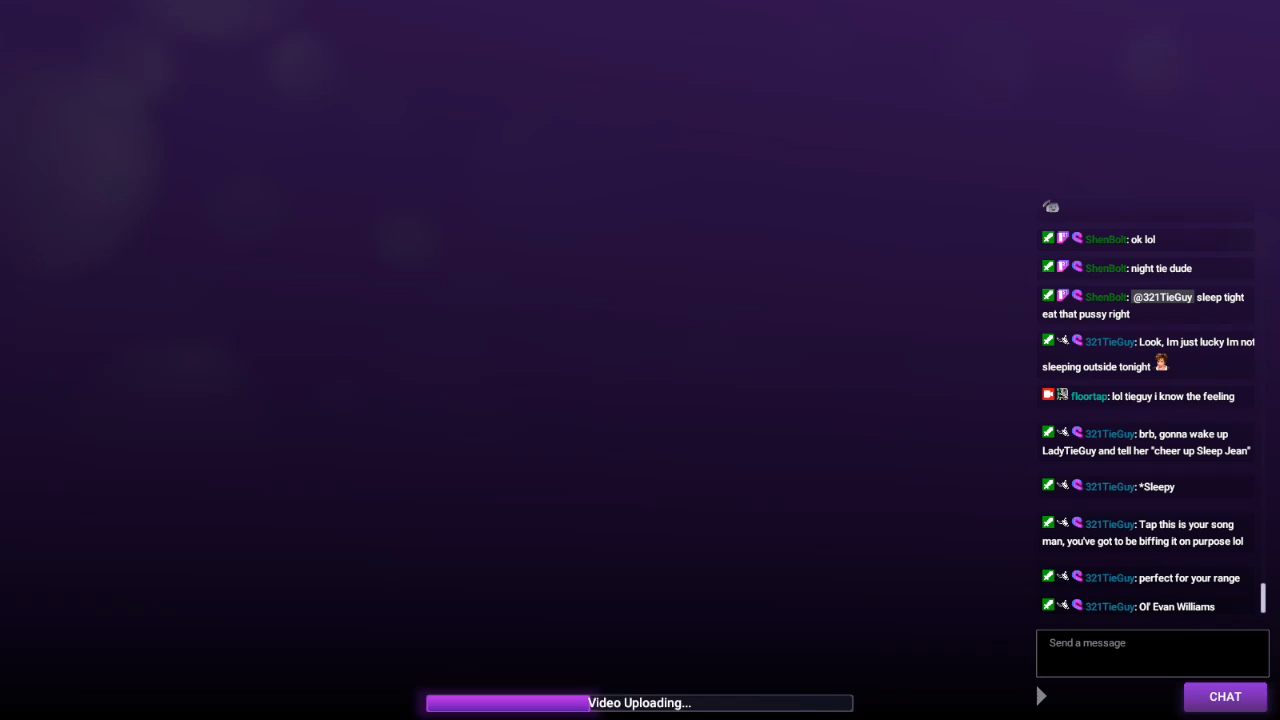 ShenBolt: ok lol
ShenBolt: night tie dude
ShenBolt: @321TieGuy sleep tight
eat that pussy right
321TieGuy: Look, Im just lucky Im not
sleeping outside tonight
floortap: lol tieguy i know the feeling
321TieGuy: brb, gonna wake up
LadyTieGuy and tell her "cheer up Sleep Jean"
321TieGuy: *Sleepy
321TieGuy: Tap this is your song
man, you've got to be biffing it on purpose lol
321TieGuy: perfect for your range
321TieGuy: Ol' Evan Williams
Send a message
CHAT
Video Uploading...